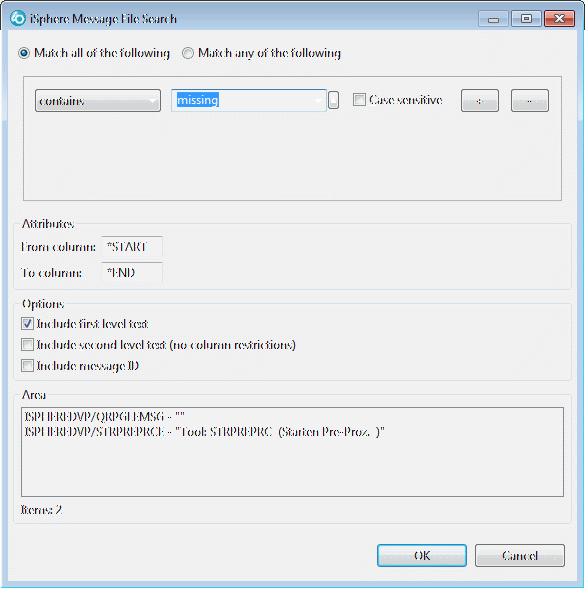 iSphere Message File Search
Match all of the following Match any of the following
contains missing Case sensitive + -
Attributes
From column: *START
To column: *END
Options
Include first level text
Include second level text (no column restrictions)
Include message ID
Area
ISPHEREDVP/QRPGLEMSG - ""
ISPHEREDVP/STRPREPRCE - "Tool: STRPREPRC (Starten Pre-Proz. )"
Items: 2
OK Cancel